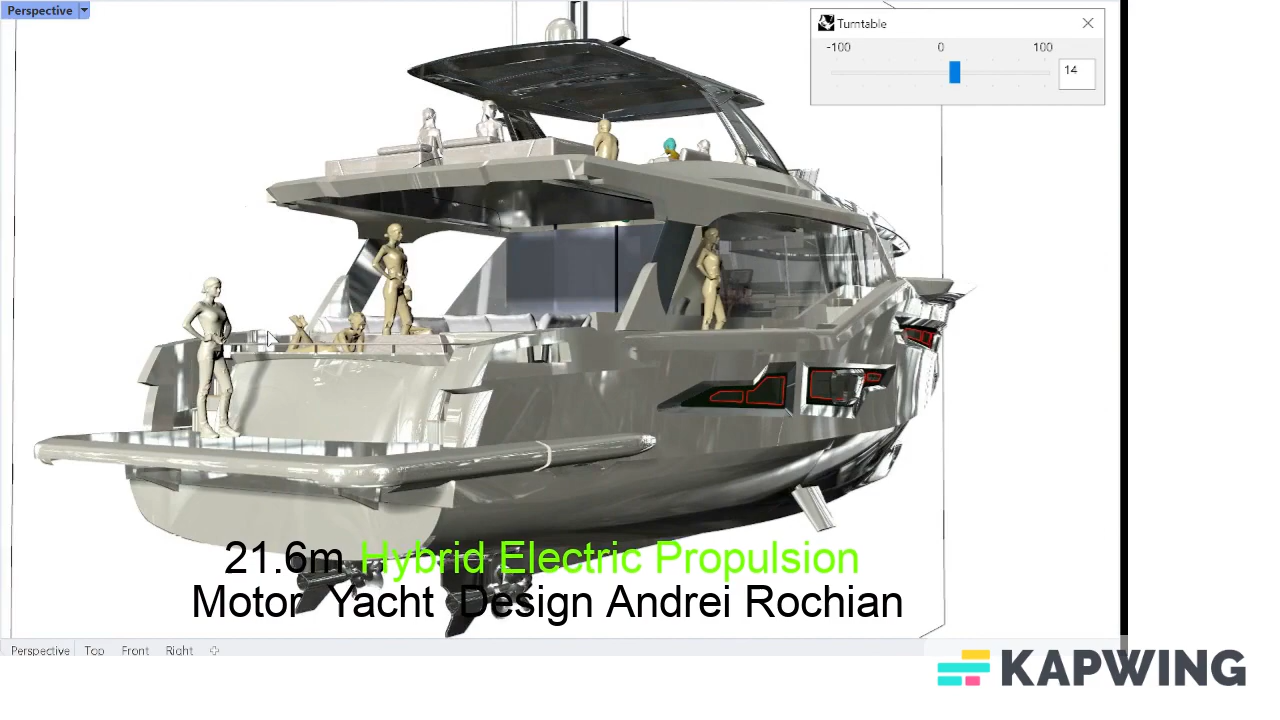 Perspective
Turntable
-100 0 100
14
21.6m Hybrid Electric Propulsion
Motor Yacht Design Andrei Rochian
Perspective Top Front Right
KAPWING